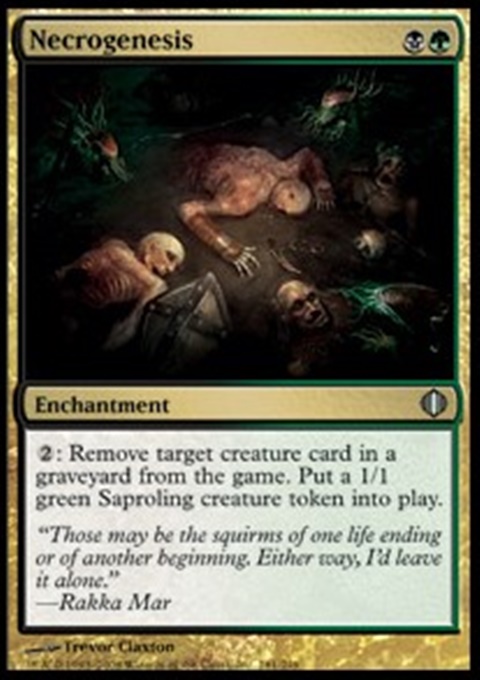 Necrogenesis
Enchantment
2: Remove target creature card in a
graveyard from the game. Put a 1/1
green Saproling creature token into play.
“Those may be the squirms of one life ending
or of another beginning. Either way, I’d leave
it alone.”
—Rakka Mar
Trevor Claxton